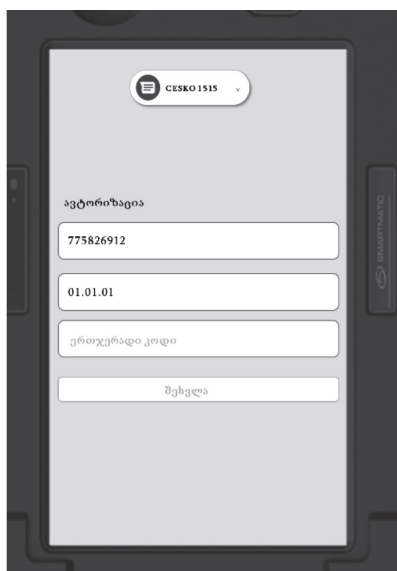 CESKO 1515 v
ავტორიზაცია
775826912
01.01.01
ერთჯერადი კოდი
შესვლა
SMARTMATIC